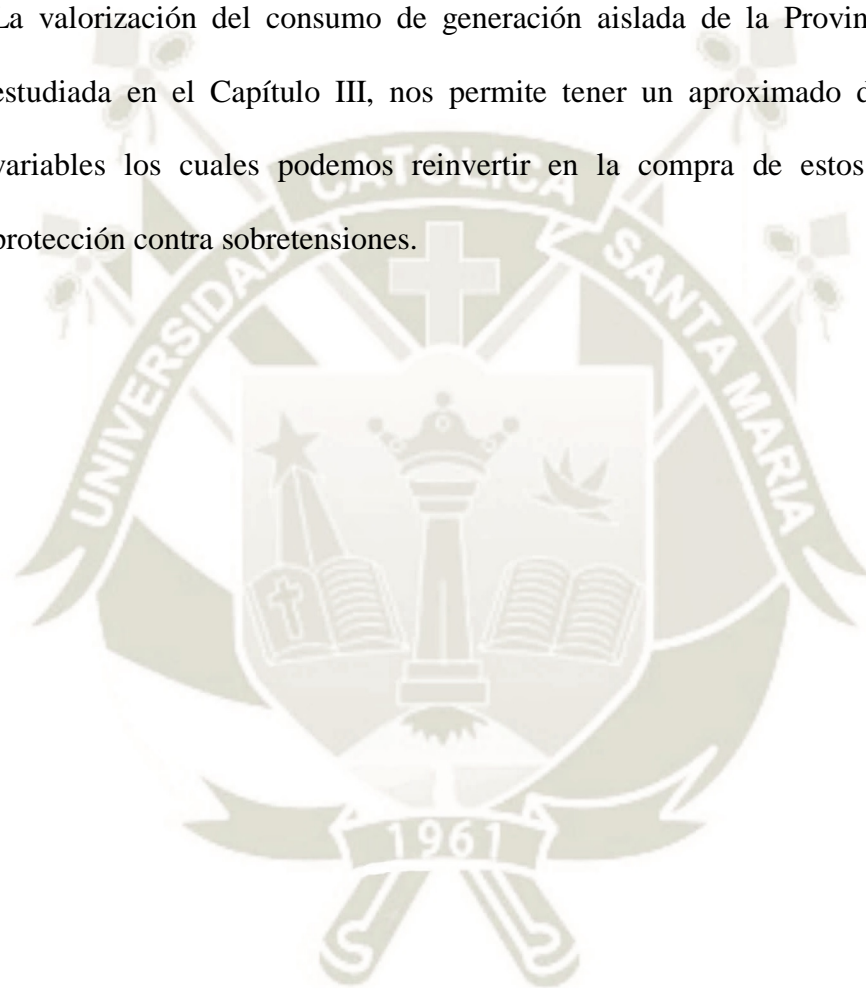 La valorización del consumo de generación aislada de la Provin
estudiada en el Capítulo III, nos permite tener un aproximado d
variables los cuales podemos reinvertir en la compra de estos
protección contra sobretensiones.
UNIVERSIDAD CATOLICA SANTA MARIA
1961